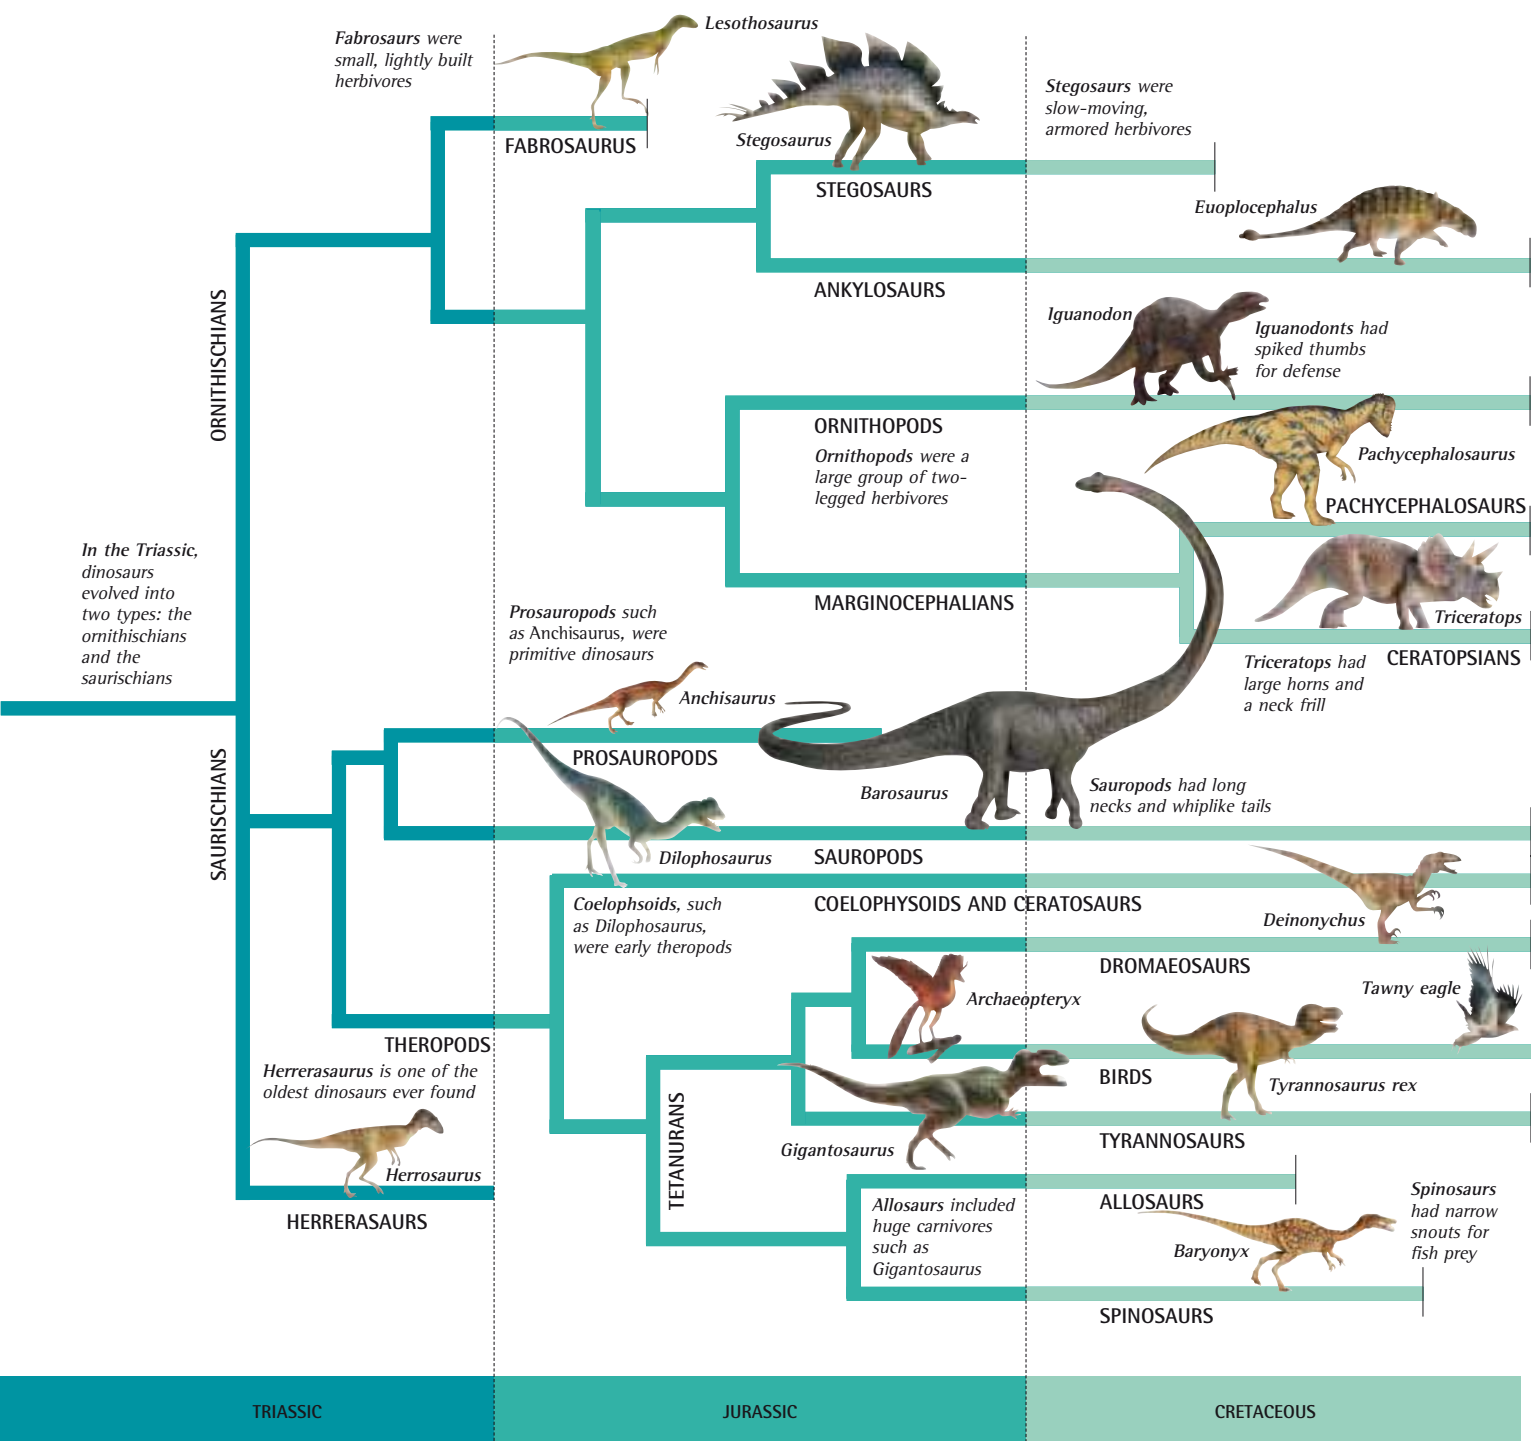 Fabrosaurs were
small, lightly built
herbivores
Lesothosaurus
FABROSAURUS
Stegosaurus
STEGOSAURS
Stegosaurs were
slow-moving,
armored herbivores
Euoplocephalus
ANKYLOSAURS
ORNITHISCHIANS
Iguanodon
Iguanodonts had
spiked thumbs
for defense
ORNITHOPODS
Ornithopods were a
large group of two-
legged herbivores
Pachycephalosaurus
PACHYCEPHALOSAURS
MARGINOCEPHALIANS
Triceratops
CERATOPSIANS
Triceratops had
large horns and
a neck frill
In the Triassic,
dinosaurs
evolved into
two types: the
ornithischians
and the
saurischians
SAURISCHIANS
Prosauropods such
as Anchisaurus, were
primitive dinosaurs
Anchisaurus
PROSAUROPODS
Barosaurus
Sauropods had long
necks and whiplike tails
Dilophosaurus
SAUROPODS
Coelophsoids, such
as Dilophosaurus,
were early theropods
COELOPHYSOIDS AND CERATOSAURS
Deinonychus
DROMAEOSAURS
Archaeopteryx
Tawny eagle
BIRDS
THEROPODS
Herrerasaurus is one of the
oldest dinosaurs ever found
Herrosaurus
HERRERASAURS
TETANURANS
Gigantosaurus
Tyrannosaurus rex
TYRANNOSAURS
Allosaurs included
huge carnivores
such as
Gigantosaurus
ALLOSAURS
Baryonyx
Spinosaurs
had narrow
snouts for
fish prey
SPINOSAURS
TRIASSIC
JURASSIC
CRETACEOUS